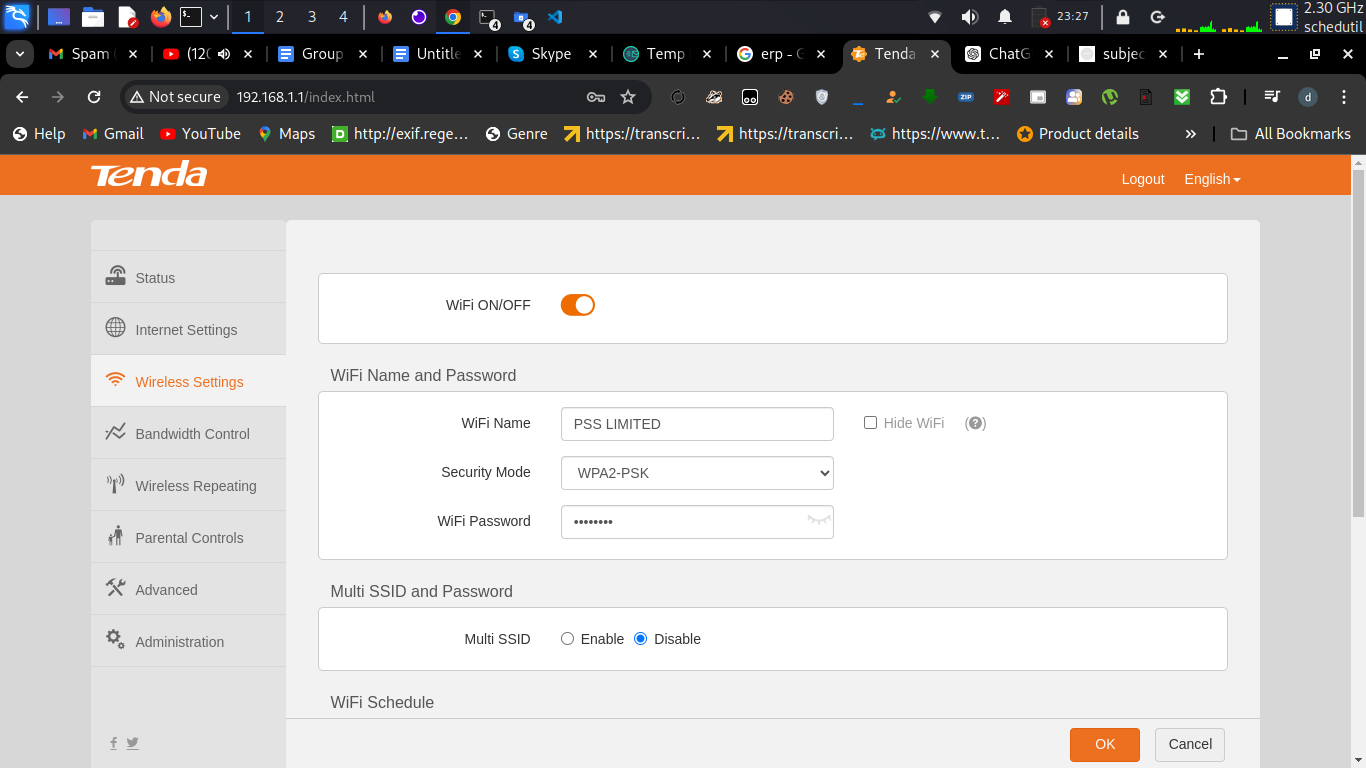 1 2 3 4 4 4 23:27 2.30 GHz
schedutil
Spam (120 Group Untitle Skype Temp erp - G Tenda ChatG subjec
Not secure 192.168.1.1/index.html d
Help Gmail YouTube Maps http://exif.rege... Genre https://transcri... https://transcri... https://www.t... Product details » All Bookmarks
Tenda Logout English
Status
Internet Settings
Wireless Settings
Bandwidth Control
Wireless Repeating
Parental Controls
Advanced
Administration
WiFi ON/OFF
WiFi Name and Password
WiFi Name PSS LIMITED Hide WiFi (?)
Security Mode WPA2-PSK
WiFi Password ••••••••
Multi SSID and Password
Multi SSID Enable Disable
WiFi Schedule
OK Cancel